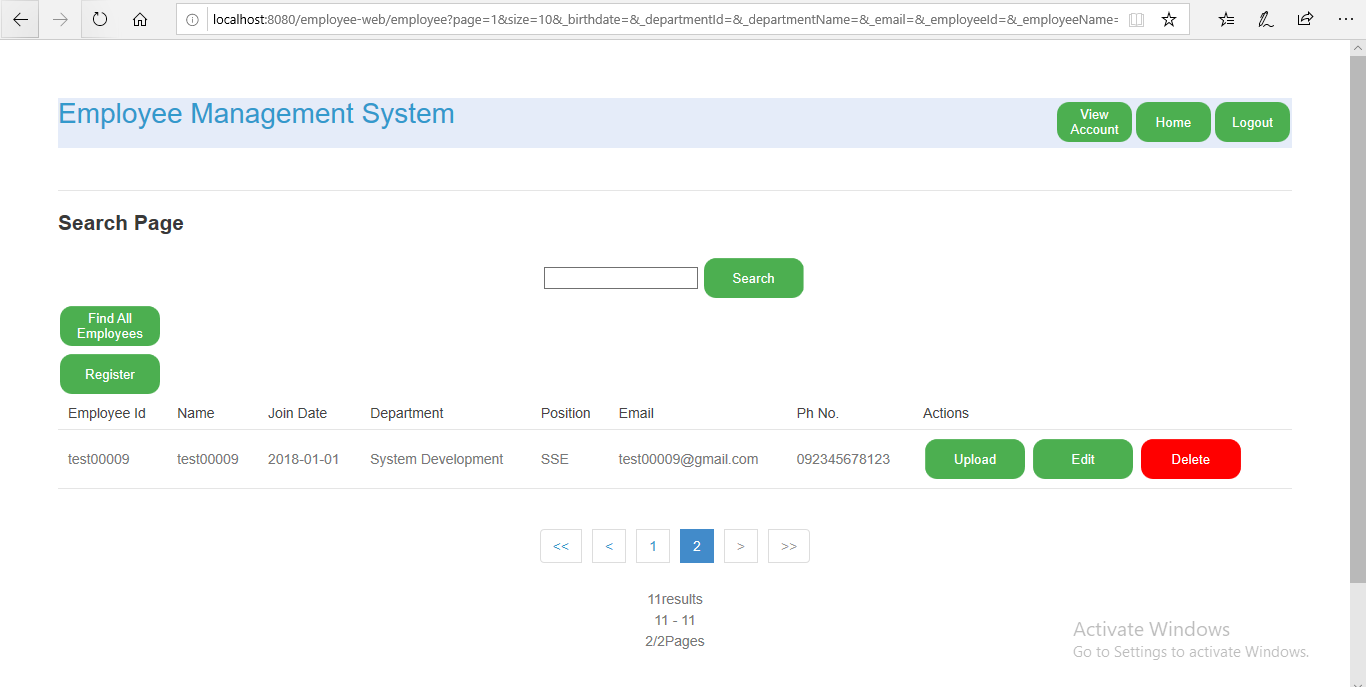 localhost:8080/employee-web/employee?page=1&size=10&_birthdate=&_departmentId=&_departmentName=&_email=&_employeeId=&_employeeName=
Employee Management System
View
Account
Home
Logout
Search Page
Search
Find All
Employees
Register
Employee Id Name Join Date Department Position Email Ph No. Actions
test00009 test00009 2018-01-01 System Development SSE test00009@gmail.com 092345678123 Upload Edit Delete
<< < 1 2 > >>
11results
11 - 11
2/2Pages
Activate Windows
Go to Settings to activate Windows.